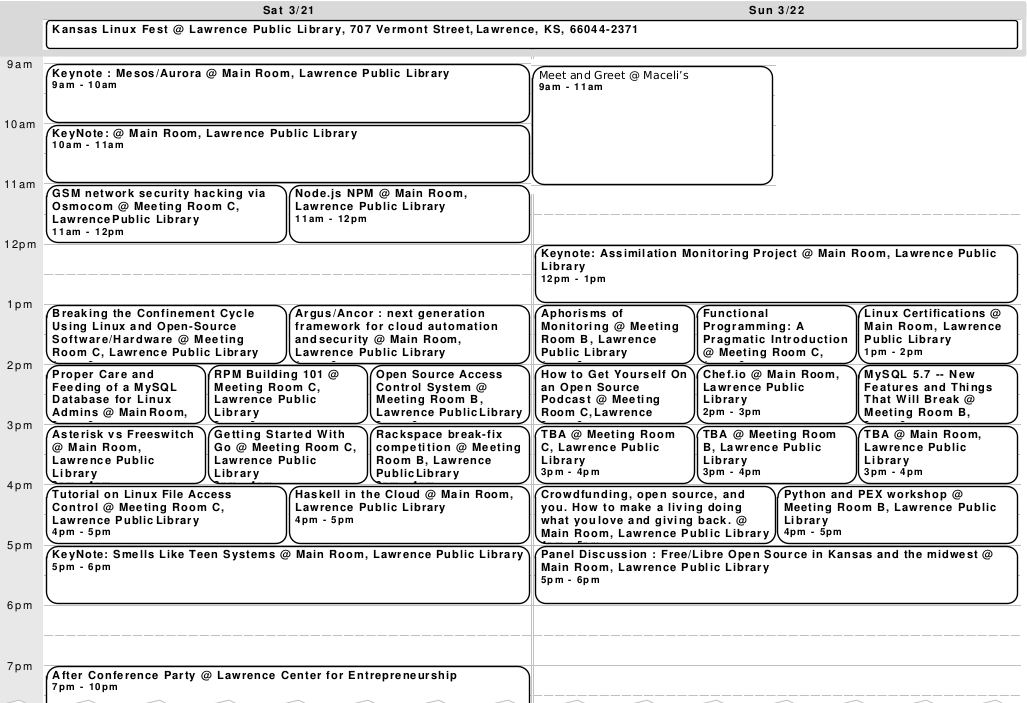 Sat 3/21
Sun 3/22
Kansas Linux Fest @ Lawrence Public Library, 707 Vermont Street, Lawrence, KS, 66044-2371
9am
Keynote : Mesos/Aurora @ Main Room, Lawrence Public Library
9am - 10am
Meet and Greet @ Maceli's
9am - 11am
10am
KeyNote: @ Main Room, Lawrence Public Library
10am - 11am
11am
GSM network security hacking via
Osmocom @ Meeting Room C,
Lawrence Public Library
11am - 12pm
Node.js NPM @ Main Room,
Lawrence Public Library
11am - 12pm
12pm
Keynote: Assimilation Monitoring Project @ Main Room, Lawrence Public
Library
12pm - 1pm
1pm
Breaking the Confinement Cycle
Using Linux and Open-Source
Software/Hardware @ Meeting
Room C, Lawrence Public Library
Argus/Ancor : next generation
framework for cloud automation
and security @ Main Room,
Lawrence Public Library
Aphorisms of
Monitoring @ Meeting
Room B, Lawrence
Public Library
Functional
Programming: A
Pragmatic Introduction
@ Meeting Room C,
Linux Certifications @
Main Room, Lawrence
Public Library
1pm - 2pm
2pm
Proper Care and
Feeding of a MySQL
Database for Linux
Admins @ Main Room,
RPM Building 101 @
Meeting Room C,
Lawrence Public
Library
Open Source Access
Control System @
Meeting Room B,
Lawrence Public Library
How to Get Yourself On
an Open Source
Podcast @ Meeting
Room C, Lawrence
Chef.io @ Main Room,
Lawrence Public
Library
2pm - 3pm
MySQL 5.7 -- New
Features and Things
That Will Break @
Meeting Room B,
3pm
Asterisk vs Freeswitch
@ Main Room,
Lawrence Public
Library
Getting Started With
Go @ Meeting Room C,
Lawrence Public
Library
Rackspace break-fix
competition @ Meeting
Room B, Lawrence
Public Library
TBA @ Meeting Room
C, Lawrence Public
Library
3pm - 4pm
TBA @ Meeting Room
B, Lawrence Public
Library
3pm - 4pm
TBA @ Main Room,
Lawrence Public
Library
3pm - 4pm
4pm
Tutorial on Linux File Access
Control @ Meeting Room C,
Lawrence Public Library
4pm - 5pm
Haskell in the Cloud @ Main Room,
Lawrence Public Library
4pm - 5pm
Crowdfunding, open source, and
you. How to make a living doing
what you love and giving back. @
Main Room, Lawrence Public Library
Python and PEX workshop @
Meeting Room B, Lawrence Public
Library
4pm - 5pm
5pm
KeyNote: Smells Like Teen Systems @ Main Room, Lawrence Public Library
5pm - 6pm
Panel Discussion : Free/Libre Open Source in Kansas and the midwest @
Main Room, Lawrence Public Library
5pm - 6pm
6pm
7pm
After Conference Party @ Lawrence Center for Entrepreneurship
7pm - 10pm